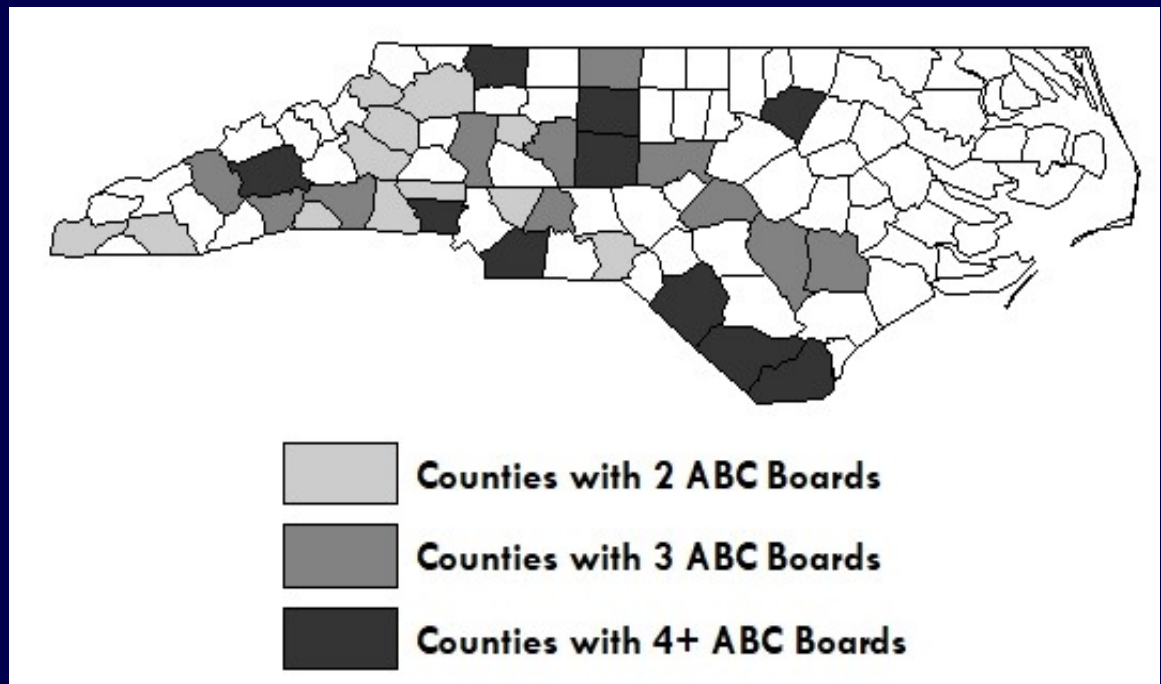 Counties with 2 ABC Boards
Counties with 3 ABC Boards
Counties with 4+ ABC Boards